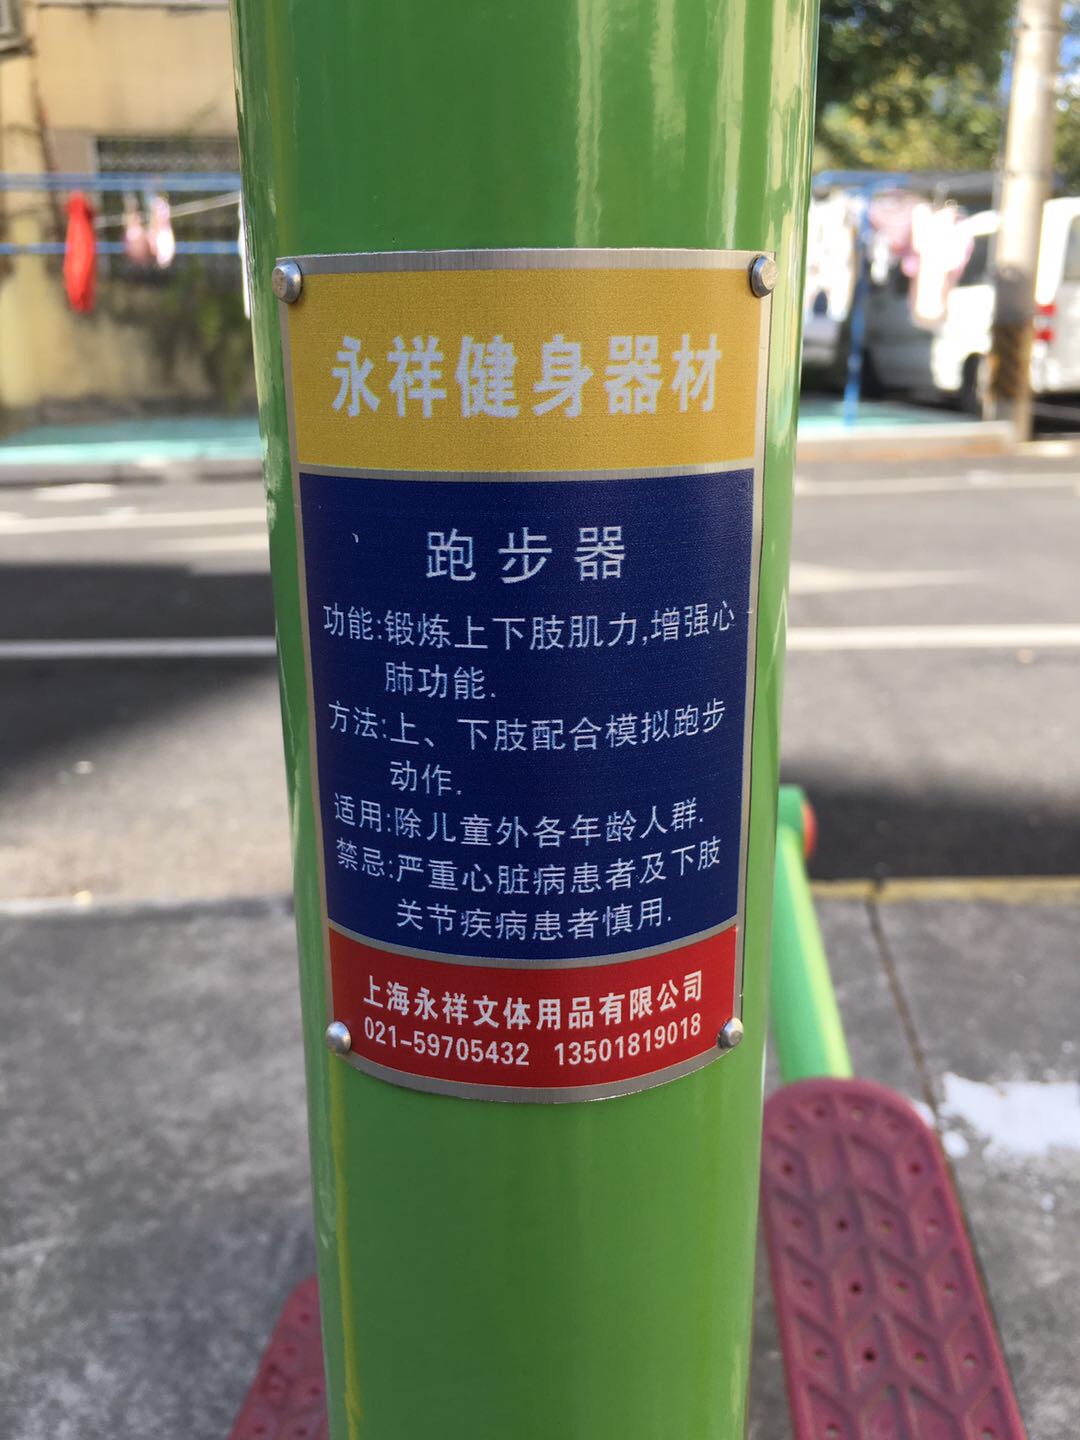 永祥健身器材
跑步器
功能:锻炼上下肢肌力,增强心
肺功能.
方法:上、下肢配合模拟跑步
动作.
适用:除儿童外各年龄人群.
禁忌:严重心脏病患者及下肢
关节疾病患者慎用.
上海永祥文体用品有限公司
021-59705432 13501819018